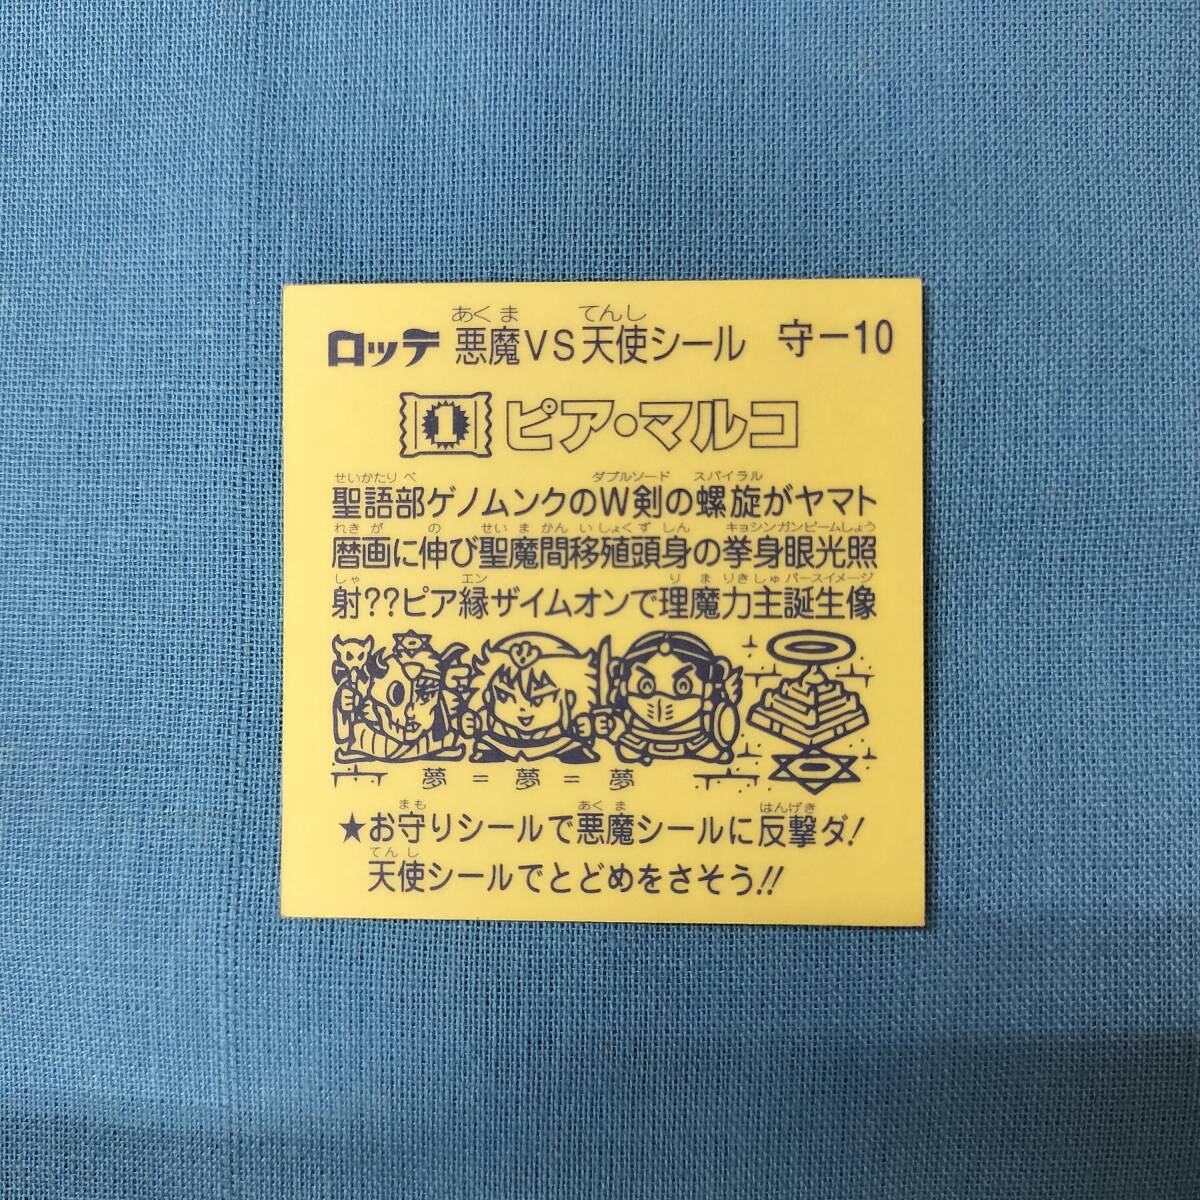 ロッテ 悪魔VS天使シール 守－10
あくま てんし
1 ピア・マルコ
せいかたりべ ダブルソード スパイラル
聖語部ゲノムンクのW剣の螺旋がヤマト
れきが の せいまかんいしょくずしん キョシンガンビームしょう
暦画に伸び聖魔間移殖頭身の挙身眼光照
しゃ エン りまりきしゅバースイメージ
射??ピア縁ザイムオンで理魔力主誕生像
夢=夢=夢
まも あくま はんげき
★お守りシールで悪魔シールに反撃ダ!
てんし
天使シールでとどめをさそう!!